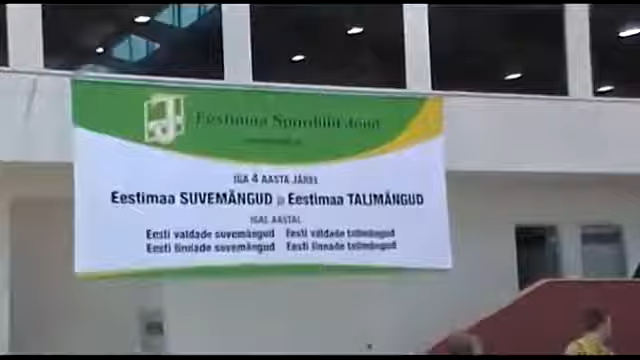 Eestimaa Spordiliit Jõud
IGA 4 AASTA JÄREL
Eestimaa SUVEMÄNGUD ja Eestimaa TALIMÄNGUD
IGAL AASTAL
Eesti valdade suvemängud Eesti valdade talimängud
Eesti linnade suvemängud Eesti linnade talimängud